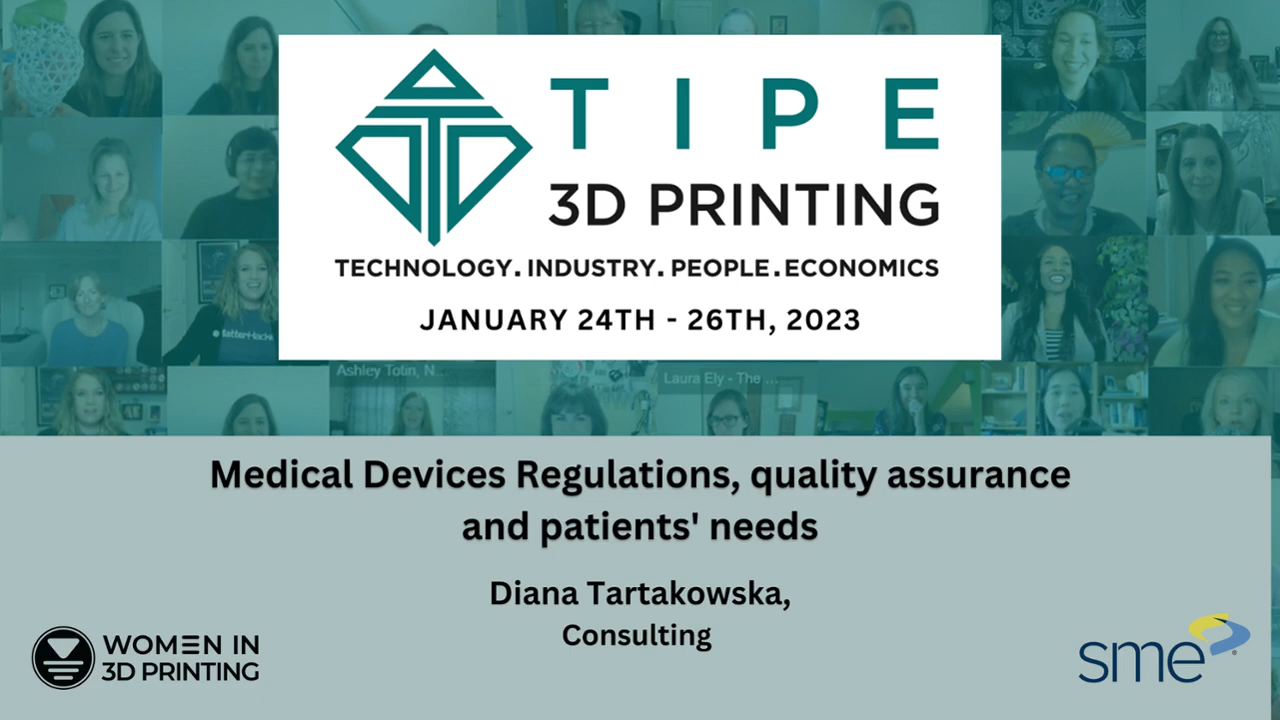 TIPE
3D PRINTING
TECHNOLOGY. INDUSTRY. PEOPLE. ECONOMICS
JANUARY 24TH - 26TH, 2023
Ashley Totin, N...
Laura Ely - The ...
Medical Devices Regulations, quality assurance
and patients' needs
Diana Tartakowska,
Consulting
WOMEN IN
3D PRINTING
sme